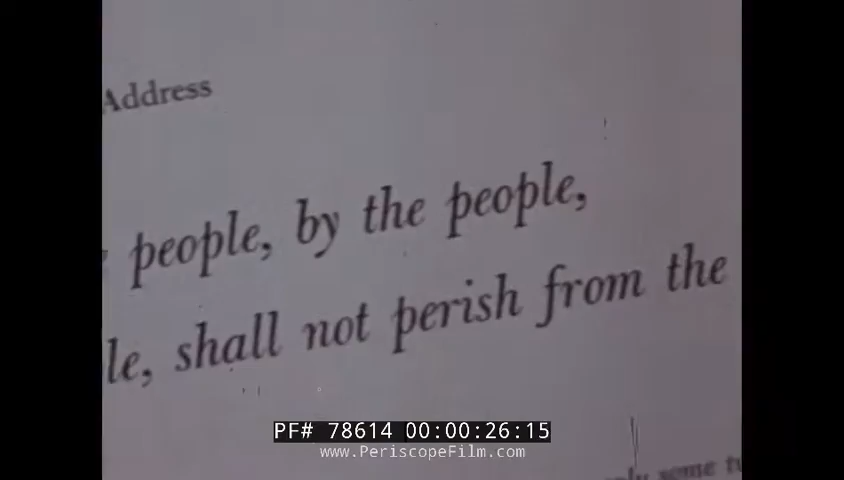 Address
people, by the people,
le, shall not perish from the
some
PF# 78614 00:00:26:15
www.PeriscopeFilm.com